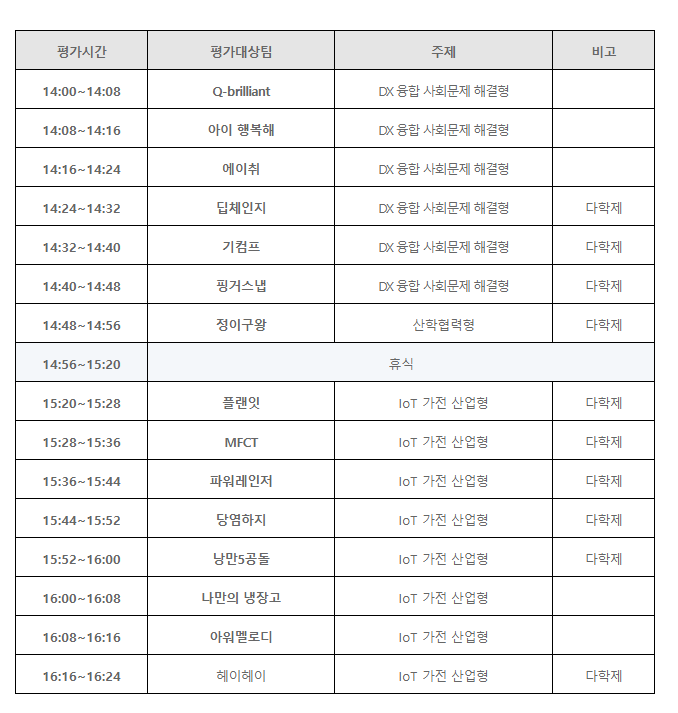 평가시간 평가대상팀 주제 비고
14:00~14:08 Q-brilliant DX 융합 사회문제 해결형
14:08~14:16 아이 행복해 DX 융합 사회문제 해결형
14:16~14:24 에이취 DX 융합 사회문제 해결형
14:24~14:32 딥체인지 DX 융합 사회문제 해결형 다학제
14:32~14:40 기컴프 DX 융합 사회문제 해결형 다학제
14:40~14:48 핑거스냅 DX 융합 사회문제 해결형 다학제
14:48~14:56 정이구왕 산학협력형 다학제
14:56~15:20 휴식
15:20~15:28 플랜잇 IoT 가전 산업형 다학제
15:28~15:36 MFCT IoT 가전 산업형 다학제
15:36~15:44 파워레인저 IoT 가전 산업형 다학제
15:44~15:52 당염하지 IoT 가전 산업형 다학제
15:52~16:00 낭만5공돌 IoT 가전 산업형 다학제
16:00~16:08 나만의 냉장고 IoT 가전 산업형
16:08~16:16 아워멜로디 IoT 가전 산업형
16:16~16:24 헤이헤이 IoT 가전 산업형 다학제